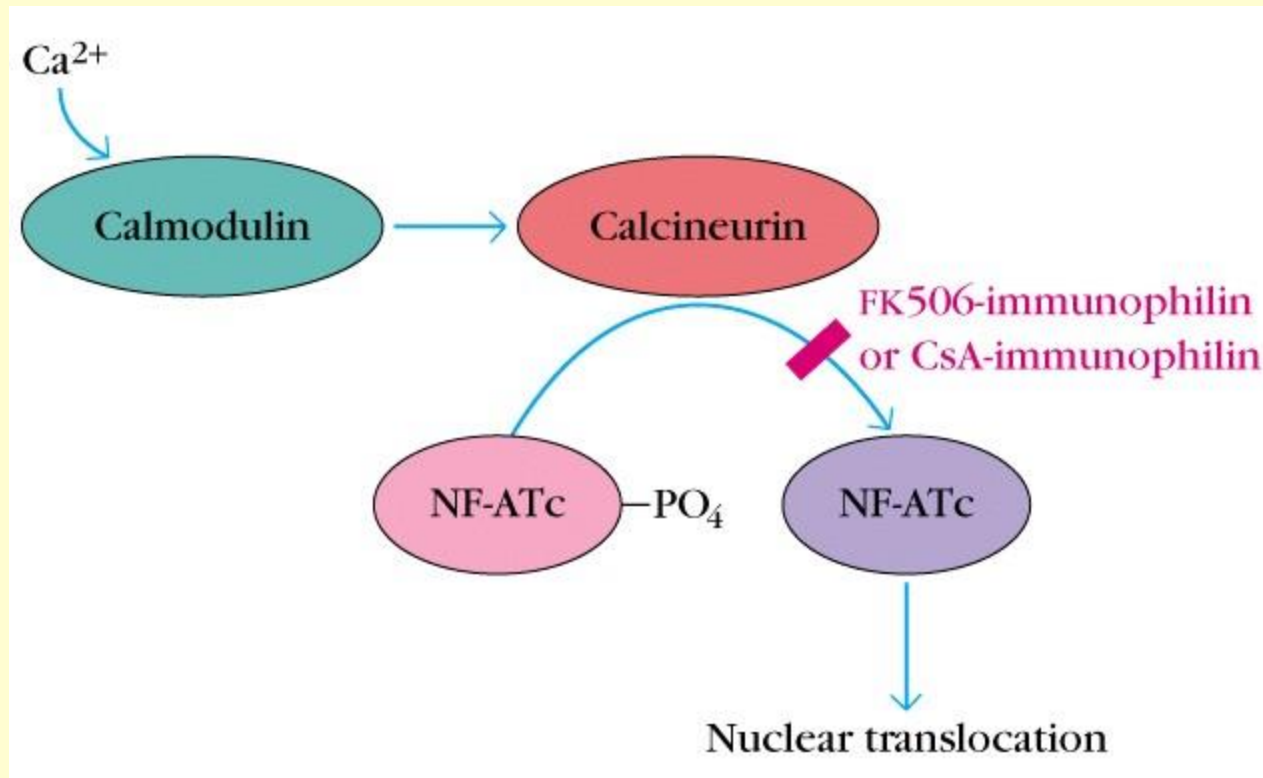 Ca²⁺
Calmodulin
Calcineurin
FK506-immunophilin
or CsA-immunophilin
NF-ATc
PO₄
NF-ATc
Nuclear translocation